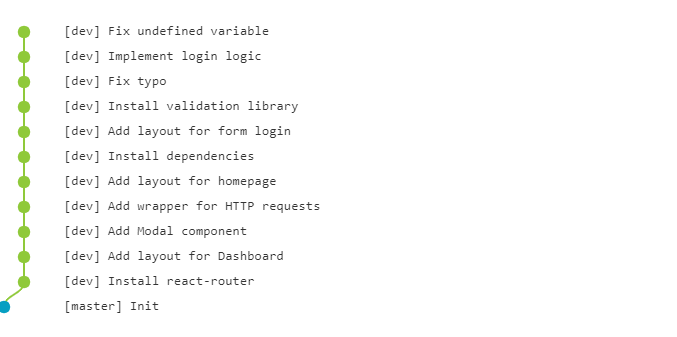 [dev] Fix undefined variable
[dev] Implement login logic
[dev] Fix typo
[dev] Install validation library
[dev] Add layout for form login
[dev] Install dependencies
[dev] Add layout for homepage
[dev] Add wrapper for HTTP requests
[dev] Add Modal component
[dev] Add layout for Dashboard
[dev] Install react-router
[master] Init